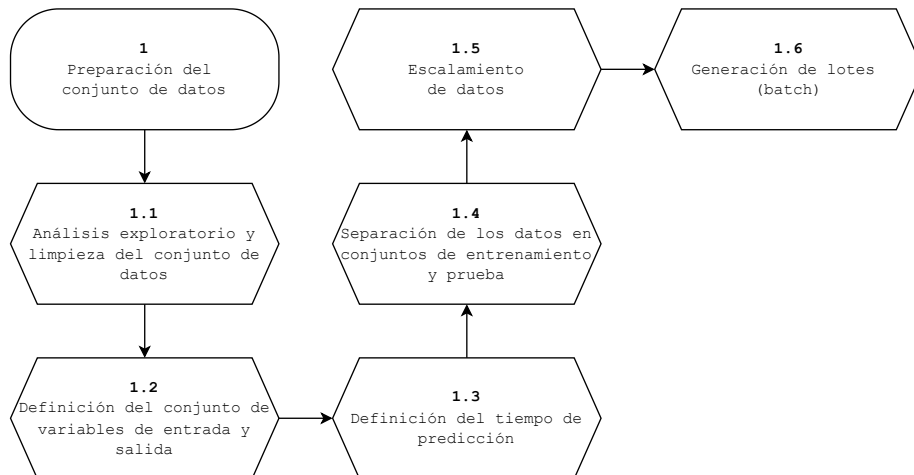 1
Preparación del
conjunto de datos
1.1
Análisis exploratorio y
limpieza del conjunto de
datos
1.2
Definición del conjunto de
variables de entrada y
salida
1.3
Definición del tiempo de
predicción
1.4
Separación de los datos en
conjuntos de entrenamiento
y prueba
1.5
Escalamiento
de datos
1.6
Generación de lotes
(batch)